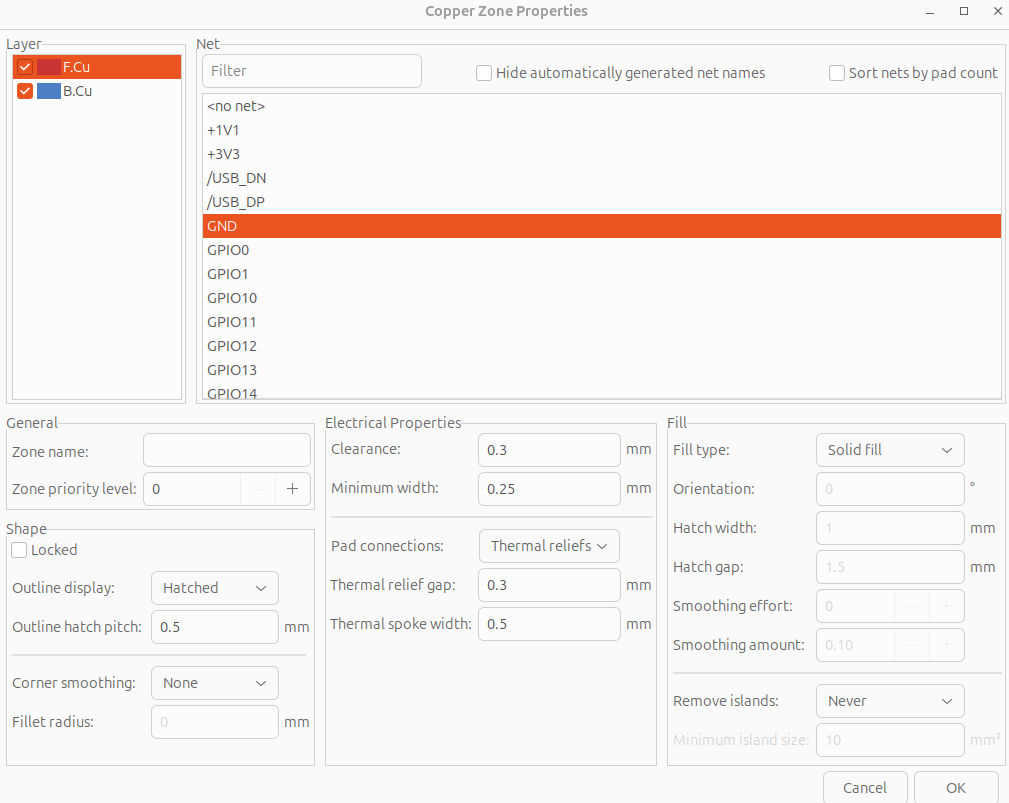 Copper Zone Properties
Layer
F.Cu
B.Cu
Net
Filter
Hide automatically generated net names
Sort nets by pad count
<no net>
+1V1
+3V3
/USB_DN
/USB_DP
GND
GPIO0
GPIO1
GPIO10
GPIO11
GPIO12
GPIO13
GPIO14
General
Zone name:
Zone priority level: 0
Shape
Locked
Outline display: Hatched
Outline hatch pitch: 0.5 mm
Corner smoothing: None
Fillet radius: 0 mm
Electrical Properties
Clearance: 0.3 mm
Minimum width: 0.25 mm
Pad connections: Thermal reliefs
Thermal relief gap: 0.3 mm
Thermal spoke width: 0.5 mm
Fill
Fill type: Solid fill
Orientation: 0 °
Hatch width: 1 mm
Hatch gap: 1.5 mm
Smoothing effort: 0
Smoothing amount: 0.10
Remove islands: Never
Minimum island size: 10 mm²
Cancel
OK